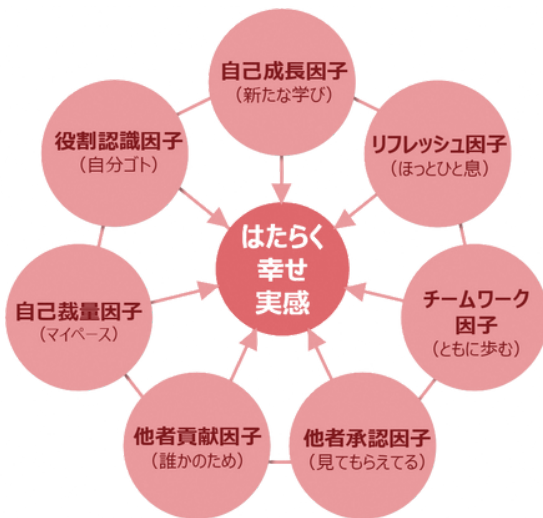 自己成長因子
(新たな学び)
リフレッシュ因子
(ほっとひと息)
チームワーク
因子
(ともに歩む)
他者承認因子
(見てもらえてる)
他者貢献因子
(誰かのため)
自己裁量因子
(マイペース)
役割認識因子
(自分ゴト)
はたらく
幸せ
実感